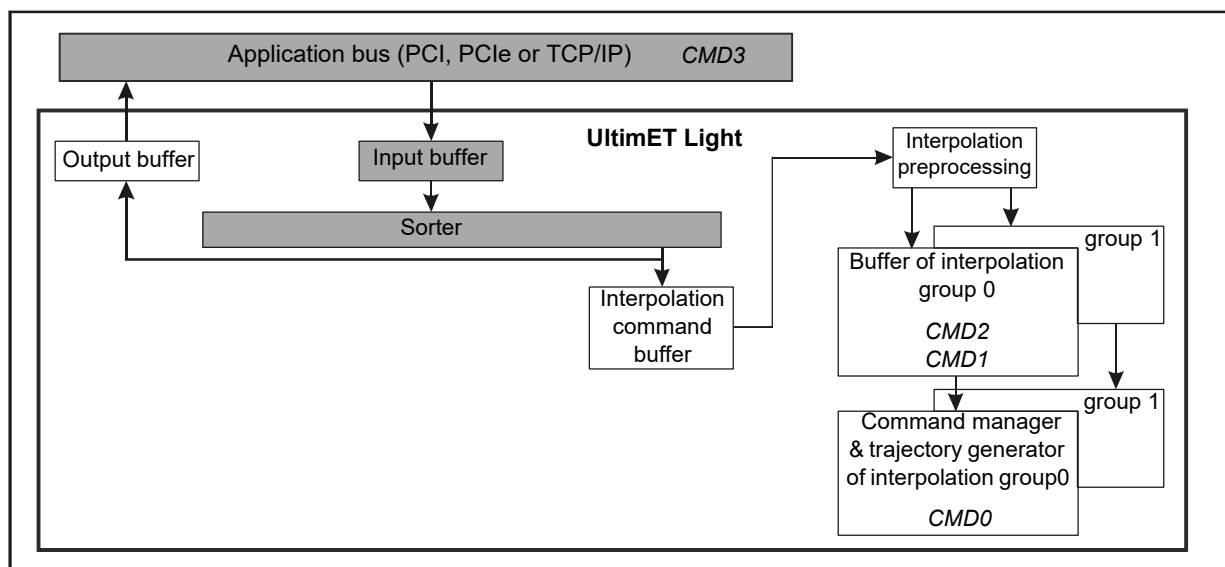 Application bus (PCI, PCIe or TCP/IP) CMD3
UltimET Light
Output buffer
Input buffer
Interpolation
preprocessing
Sorter
group 1
Buffer of interpolation
group 0
CMD2
CMD1
Interpolation
command
buffer
group 1
Command manager
& trajectory generator
of interpolation group0
CMD0